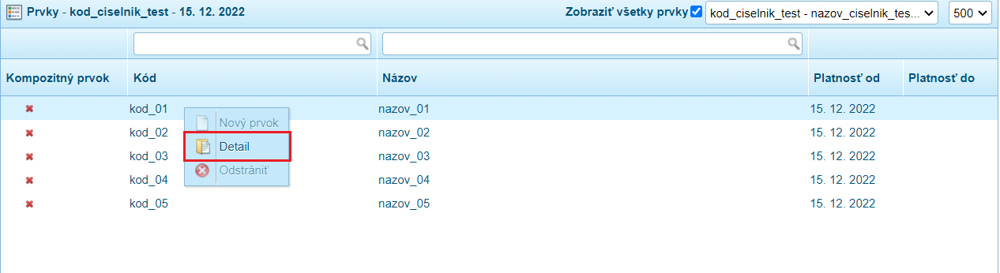 Prvky - kod_ciselnik_test - 15. 12. 2022 Zobraziť všetky prvky kod_ciselnik_test - nazov_ciselnik_tes... 500
Kompozitný prvok Kód Názov Platnosť od Platnosť do
kod_01 nazov_01 15. 12. 2022
Nový prvok
kod_02 nazov_02 15. 12. 2022
Detail
kod_03 nazov_03 15. 12. 2022
Odstrániť
kod_04 nazov_04 15. 12. 2022
kod_05 nazov_05 15. 12. 2022